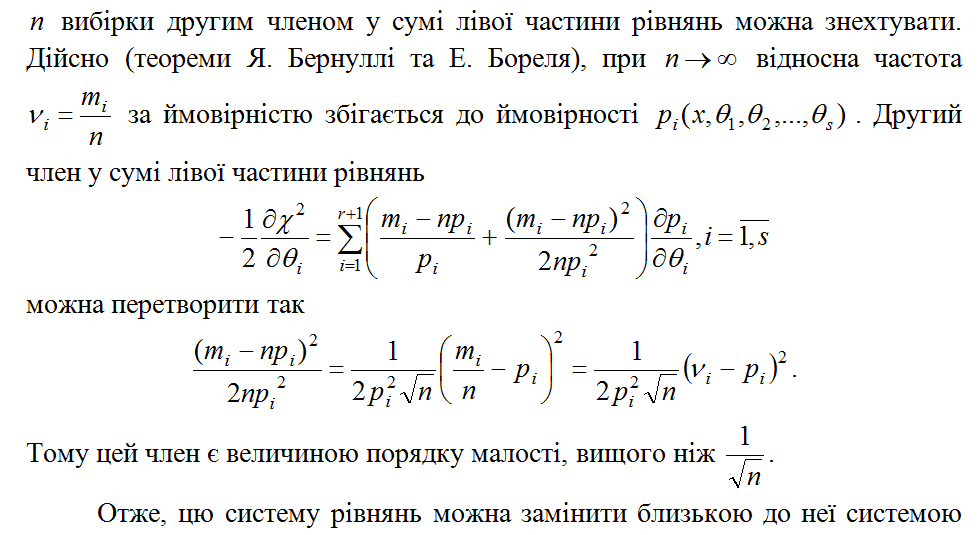 n вибірки другим членом у сумі лівої частини рівнянь можна знехтувати.
Дійсно (теореми Я. Бернуллі та Е. Бореля), при n → ∞ відносна частота
ν_i = m_i/n за ймовірністю збігається до ймовірності p_i(x,θ_1,θ_2,...,θ_s) . Другий
член у сумі лівої частини рівнянь
−(1/2) ∂χ²/∂θ_i = ∑_{i=1}^{r+1} ( (m_i − np_i)/p_i + (m_i − np_i)²/(2np_i²) ) ∂p_i/∂θ_i , i = \overline{1,s}
можна перетворити так
(m_i − np_i)²/(2np_i²) = 1/(2p_i²√n) (m_i/n − p_i)² = 1/(2p_i²√n) (ν_i − p_i)² .
Тому цей член є величиною порядку малості, вищого ніж 1/√n .
Отже, цю систему рівнянь можна замінити близькою до неї системою